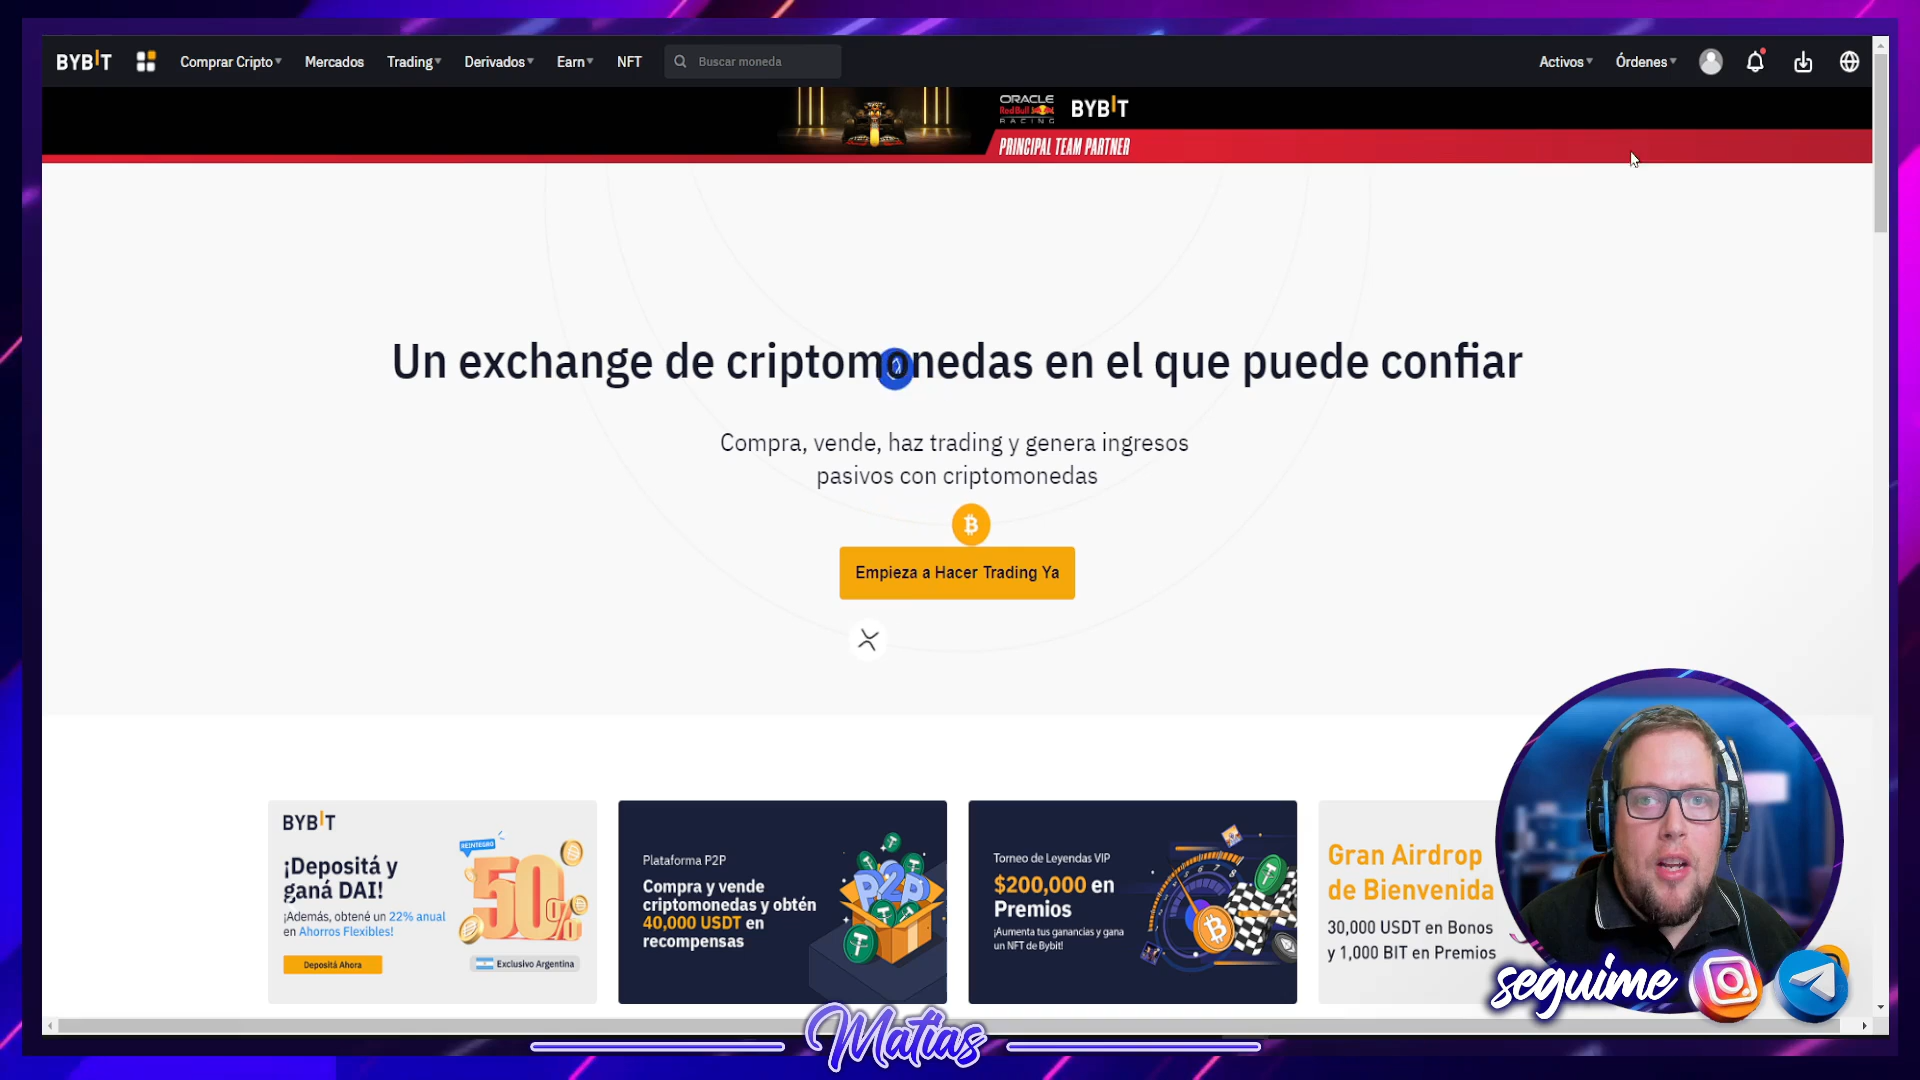 BYBIT
Comprar Cripto
Mercados
Trading
Derivados
Earn
NFT
Buscar moneda
Activos
Órdenes
ORACLE
Red Bull
RACING
BYBIT
PRINCIPAL TEAM PARTNER
Un exchange de criptomonedas en el que puede confiar
Compra, vende, haz trading y genera ingresos
pasivos con criptomonedas
Empieza a Hacer Trading Ya
BYBIT
¡Depositá y
ganá DAI!
¡Además, obtené un 22% anual
en Ahorros Flexibles!
Depositá Ahora
REINTEGRO
50%
Exclusivo Argentina
Plataforma P2P
Compra y vende
criptomonedas y obtén
40,000 USDT en
recompensas
P2P
Torneo de Leyendas VIP
$200,000 en
Premios
¡Aumenta tus ganancias y gana
un NFT de Bybit!
Gran Airdrop
de Bienvenida
30,000 USDT en Bonos
y 1,000 BIT en Premios
seguime
Matias